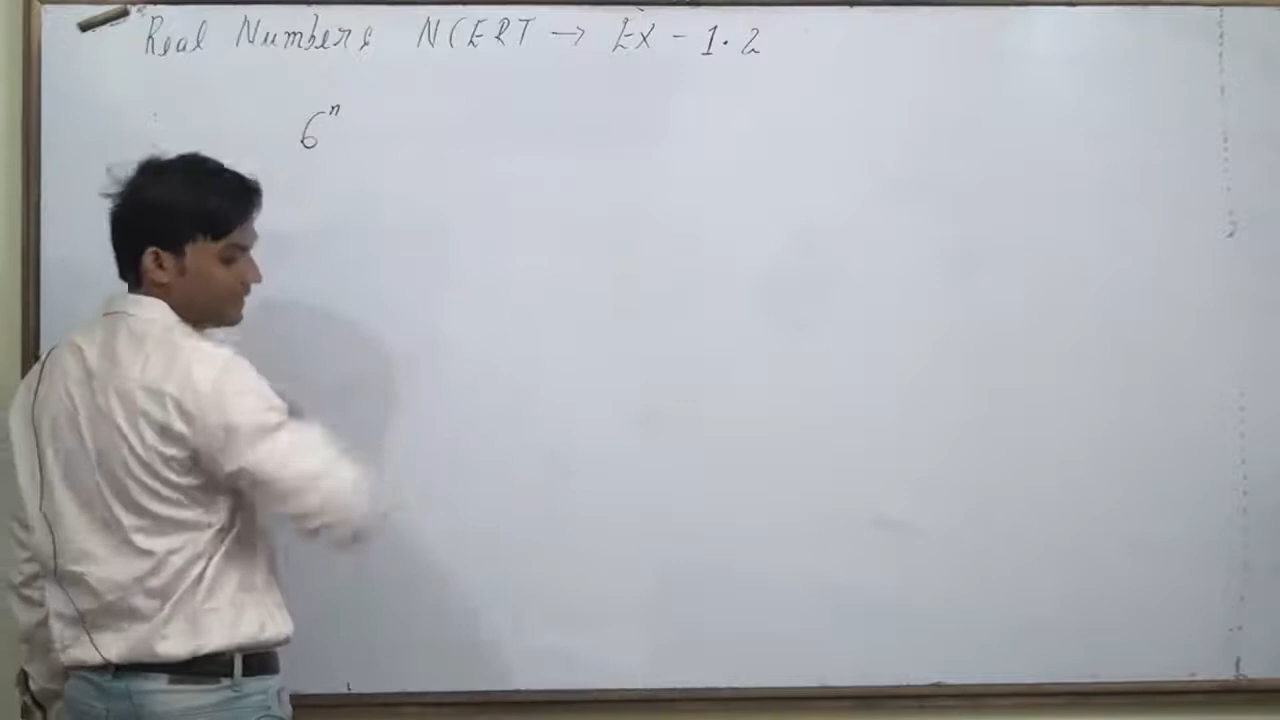 Real Numbers NCERT → EX - 1.2
6ⁿ